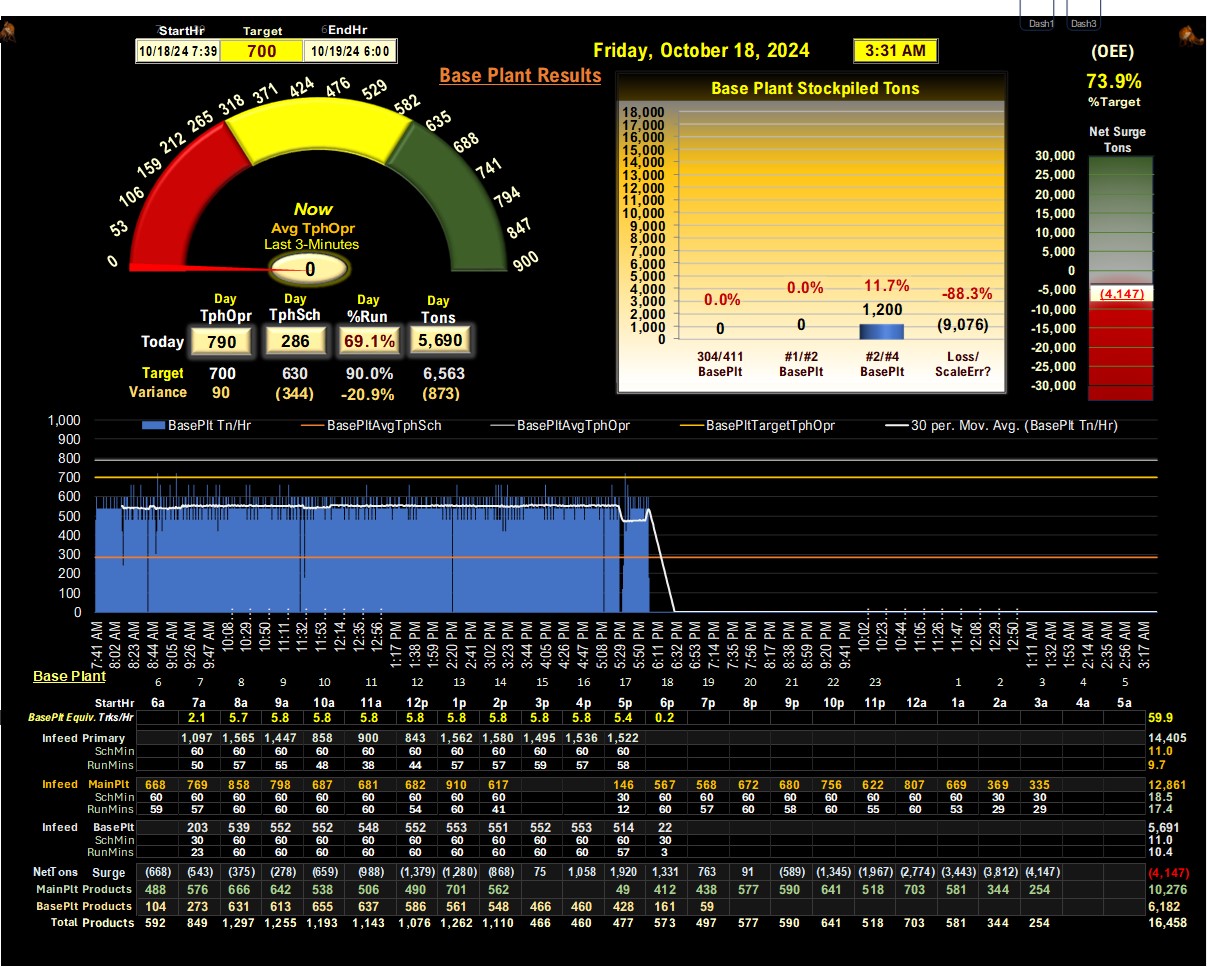 Dash1 Dash3
StartHr Target EndHr
10/18/24 7:39 700 10/19/24 6:00
Friday, October 18, 2024 3:31 AM
(OEE)
73.9%
%Target
Base Plant Results
Net Surge
Tons
30,000
25,000
20,000
15,000
10,000
5,000
0
-5,000
-10,000
-15,000
-20,000
-25,000
-30,000
(4,147)
0 53 106 159 212 265 318 371 424 476 529 582 635 688 741 794 847 900
Now
Avg TphOpr
Last 3-Minutes
0
Day Day Day Day
TphOpr TphSch %Run Tons
Today 790 286 69.1% 5,690
Target 700 630 90.0% 6,563
Variance 90 (344) -20.9% (873)
Base Plant Stockpiled Tons
18,000
17,000
16,000
15,000
14,000
13,000
12,000
11,000
10,000
9,000
8,000
7,000
6,000
5,000
4,000
3,000
2,000
1,000
0
0.0% 0.0% 11.7% -88.3%
0 0 1,200 (9,076)
304/411 #1/#2 #2/#4 Loss/
BasePlt BasePlt BasePlt ScaleErr?
BasePlt Tn/Hr BasePltAvgTphSch BasePltAvgTphOpr BasePltTargetTphOpr 30 per. Mov. Avg. (BasePlt Tn/Hr)
1,000
900
800
700
600
500
400
300
200
100
0
7:41 AM 8:02 AM 8:23 AM 8:44 AM 9:05 AM 9:26 AM 9:47 AM 10:08… 10:29… 10:50… 11:11… 11:32… 11:53… 12:14… 12:35… 12:56… 1:17 PM 1:38 PM 1:59 PM 2:20 PM 2:41 PM 3:02 PM 3:23 PM 3:44 PM 4:05 PM 4:26 PM 4:47 PM 5:08 PM 5:29 PM 5:50 PM 6:11 PM 6:32 PM 6:53 PM 7:14 PM 7:35 PM 7:56 PM 8:17 PM 8:38 PM 8:59 PM 9:20 PM 9:41 PM 10:02… 10:23… 10:44… 11:05… 11:26… 11:47… 12:08… 12:29… 12:50… 1:11 AM 1:32 AM 1:53 AM 2:14 AM 2:35 AM 2:56 AM 3:17 AM
Base Plant
6 7 8 9 10 11 12 13 14 15 16 17 18 19 20 21 22 23 1 2 3 4 5
StartHr 6a 7a 8a 9a 10a 11a 12p 1p 2p 3p 4p 5p 6p 7p 8p 9p 10p 11p 12a 1a 2a 3a 4a 5a
BasePlt Equiv. Trks/Hr 2.1 5.7 5.8 5.8 5.8 5.8 5.8 5.8 5.8 5.8 5.4 0.2 59.9
Infeed Primary 1,097 1,565 1,447 858 900 843 1,562 1,580 1,495 1,536 1,522 14,405
SchMin 60 60 60 60 60 60 60 60 60 60 60 11.0
RunMins 50 57 55 48 38 44 57 57 59 57 58 9.7
Infeed MainPlt 668 769 858 798 687 681 682 910 617 146 567 568 672 680 756 622 807 669 369 335 12,861
SchMin 60 60 60 60 60 60 60 60 60 30 60 60 60 60 60 60 60 60 30 30 18.5
RunMins 59 57 60 60 60 60 54 60 41 12 60 57 60 60 60 55 60 53 29 29 17.4
Infeed BasePlt 203 539 552 552 548 552 553 551 552 553 514 22 5,691
SchMin 30 60 60 60 60 60 60 60 60 60 60 30 11.0
RunMins 23 60 60 60 60 60 60 60 60 60 57 3 10.4
NetTons Surge (668) (543) (375) (278) (659) (988) (1,379) (1,280) (868) 75 1,058 1,920 1,331 763 91 (589) (1,345) (1,967) (2,774) (3,443) (3,812) (4,147) (4,147)
MainPlt Products 488 576 666 642 538 506 490 701 562 49 412 438 577 590 641 518 703 581 344 254 10,276
BasePlt Products 104 273 631 613 655 637 586 561 548 466 460 428 161 59 6,182
Total Products 592 849 1,297 1,255 1,193 1,143 1,076 1,262 1,110 466 460 477 573 497 577 590 641 518 703 581 344 254 16,458